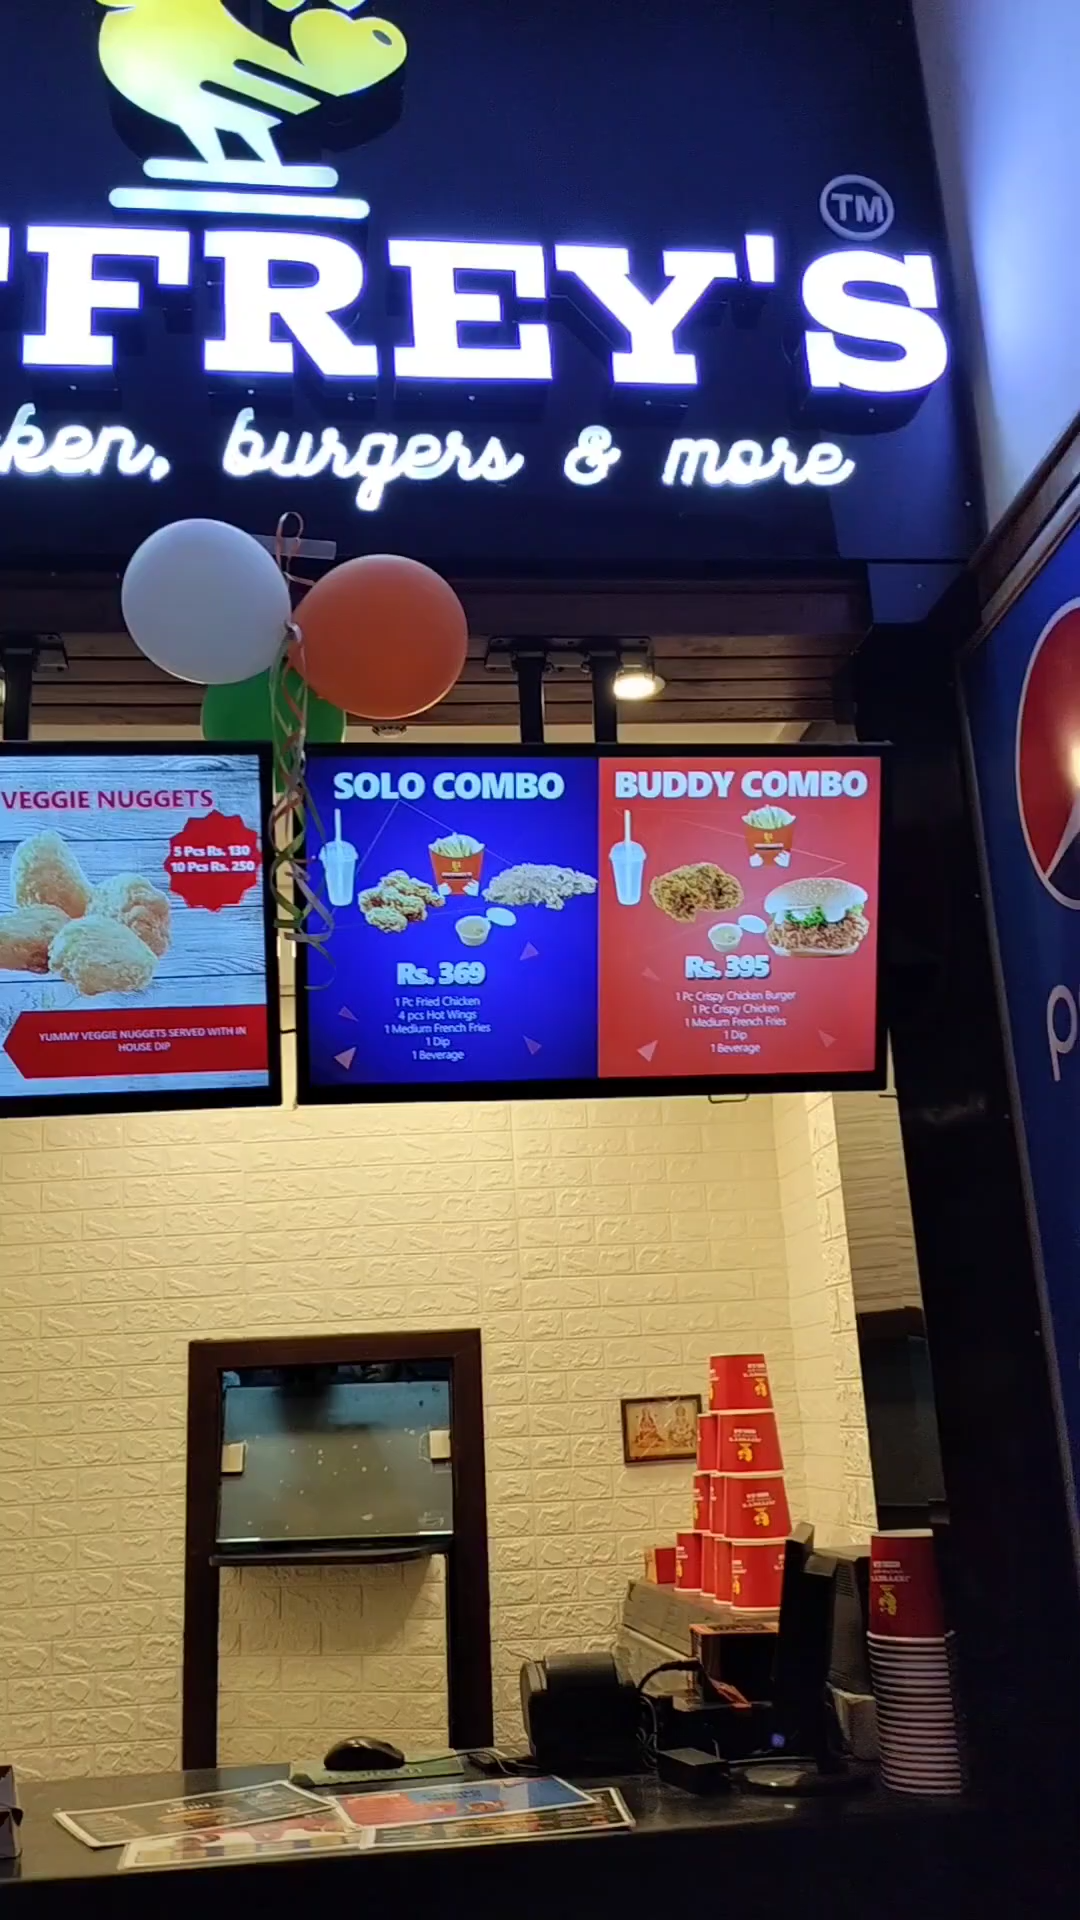 TM
FREY'S
ken, burgers & more
VEGGIE NUGGETS
5 Pcs Rs. 130
10 Pcs Rs. 250
YUMMY VEGGIE NUGGETS SERVED WITH IN
HOUSE DIP
SOLO COMBO
Rs. 369
1 Pc Fried Chicken
4 pcs Hot Wings
1 Medium French Fries
1 Dip
1 Beverage
BUDDY COMBO
Rs. 395
1 Pc Crispy Chicken Burger
1 Pc Crispy Chicken
1 Medium French Fries
1 Dip
1 Beverage
p